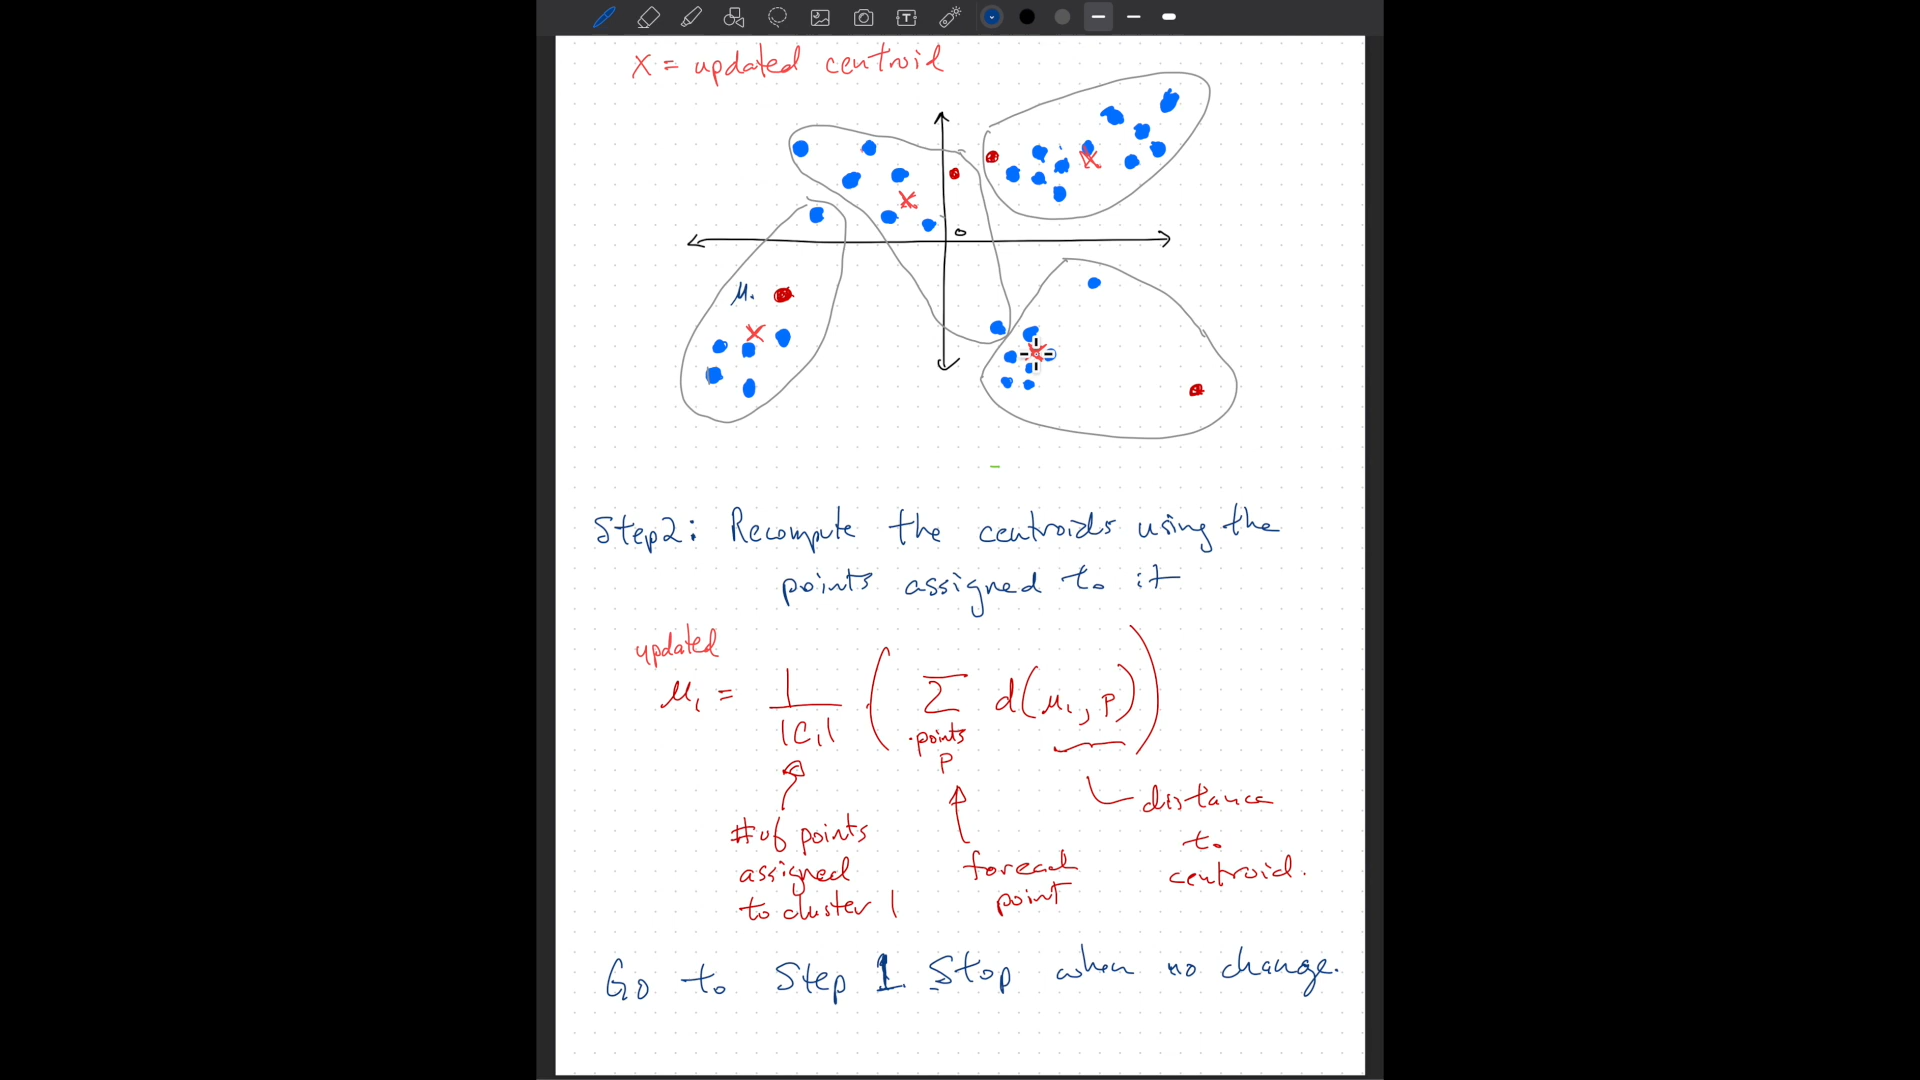 X = updated centroid
o
μ.
Step2: Recompute the centroids using the
points assigned to it
updated
μ₁ = 1/|C₁| ( Σ points p d(μ₁, p) )
#of points
assigned
to cluster 1
foreach
point
distance
to
centroid.
Go to Step 1. Stop when no change.